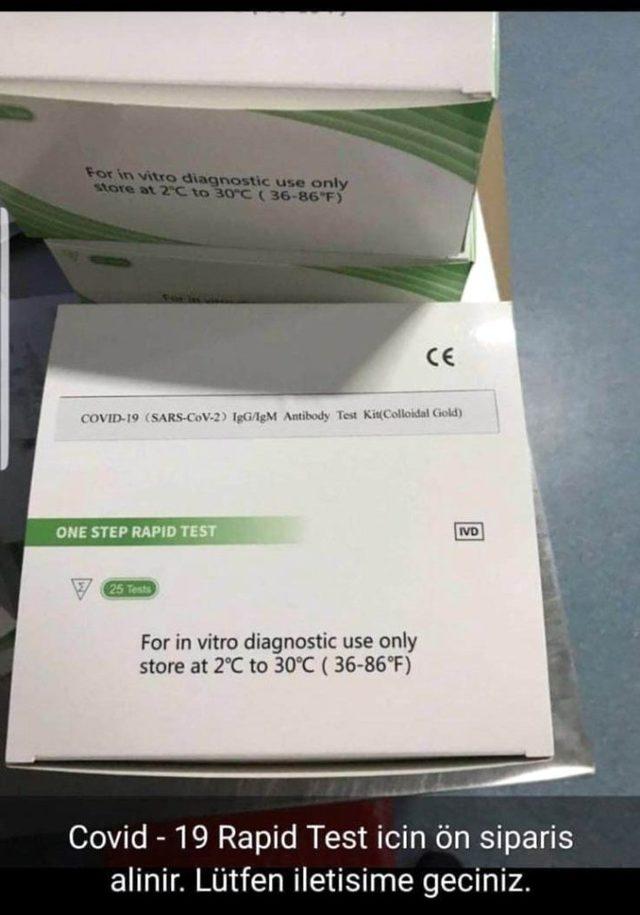 For in vitro diagnostic use only
store at 2°C to 30°C ( 36-86°F)
CE
COVID-19 (SARS-CoV-2) IgG/IgM Antibody Test Kit(Colloidal Gold)
ONE STEP RAPID TEST
IVD
Σ 25 Tests
For in vitro diagnostic use only
store at 2°C to 30°C ( 36-86°F)
Covid - 19 Rapid Test icin ön siparis
alinir. Lütfen iletisime geciniz.